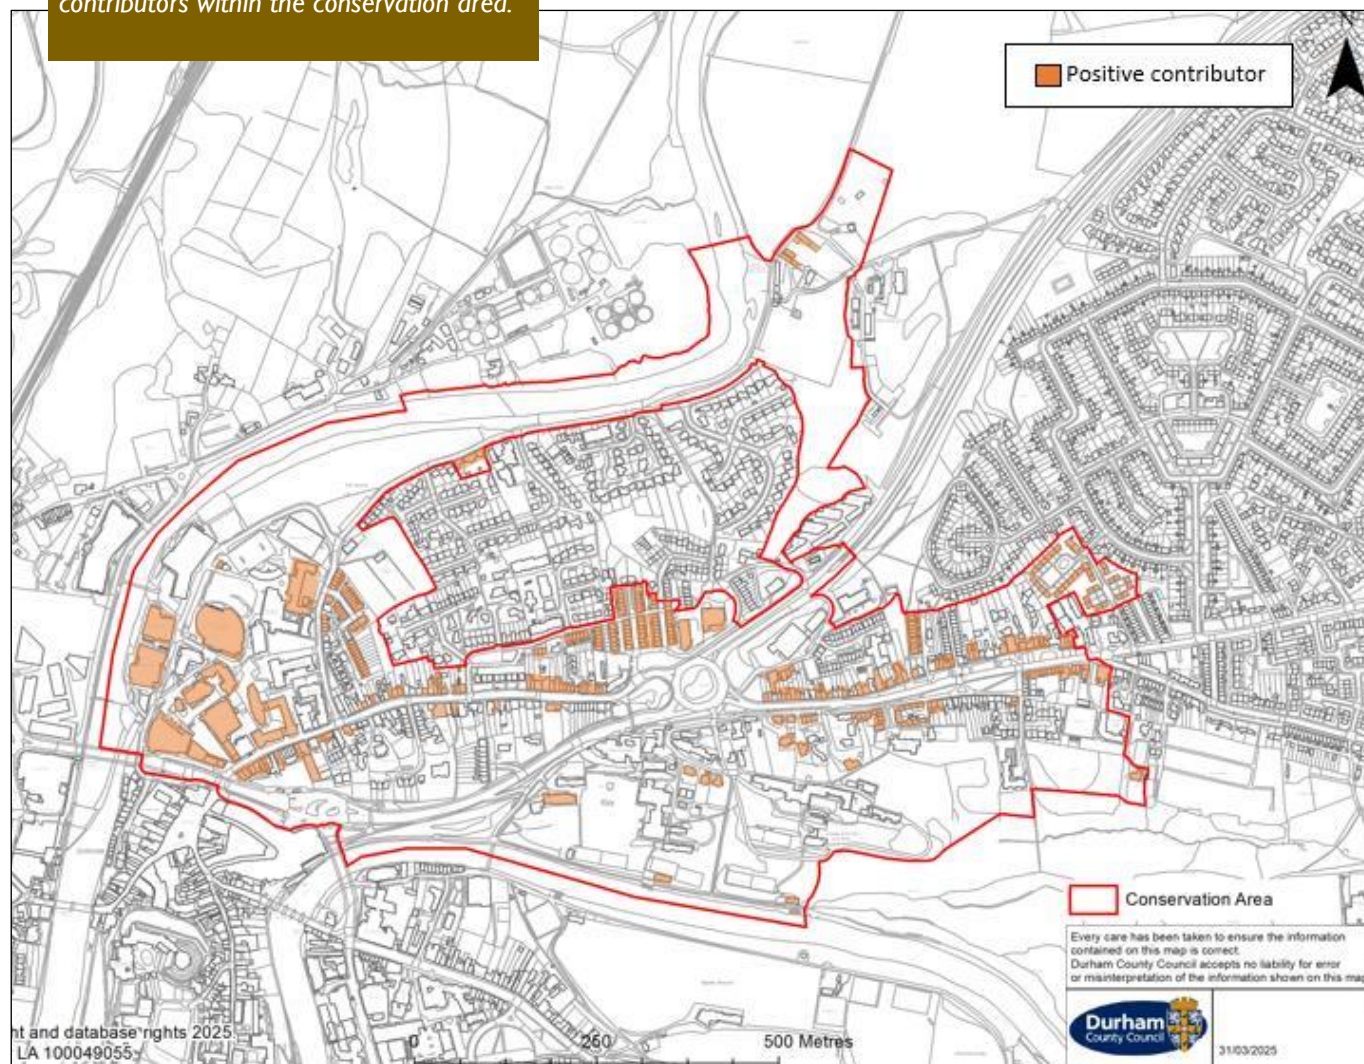 contributors within the conservation area.
Positive contributor
Conservation Area
Every care has been taken to ensure the information
contained on this map is correct.
Durham County Council accepts no liability for error
or misinterpretation of the information shown on this map
Durham
County Council
31/03/2025
ht and database rights 2025.
LA 100049055
0 250 500 Metres